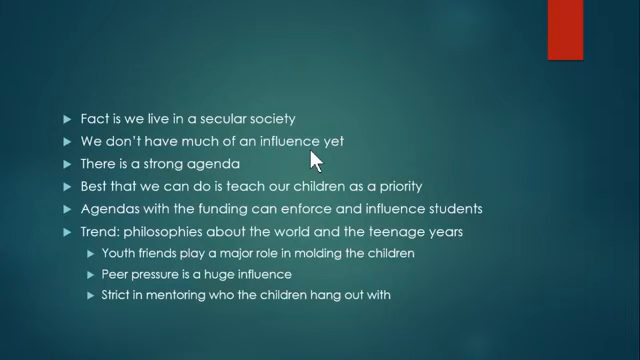 Fact is we live in a secular society
We don't have much of an influence yet
There is a strong agenda
Best that we can do is teach our children as a priority
Agendas with the funding can enforce and influence students
Trend: philosophies about the world and the teenage years
Youth friends play a major role in molding the children
Peer pressure is a huge influence
Strict in mentoring who the children hang out with